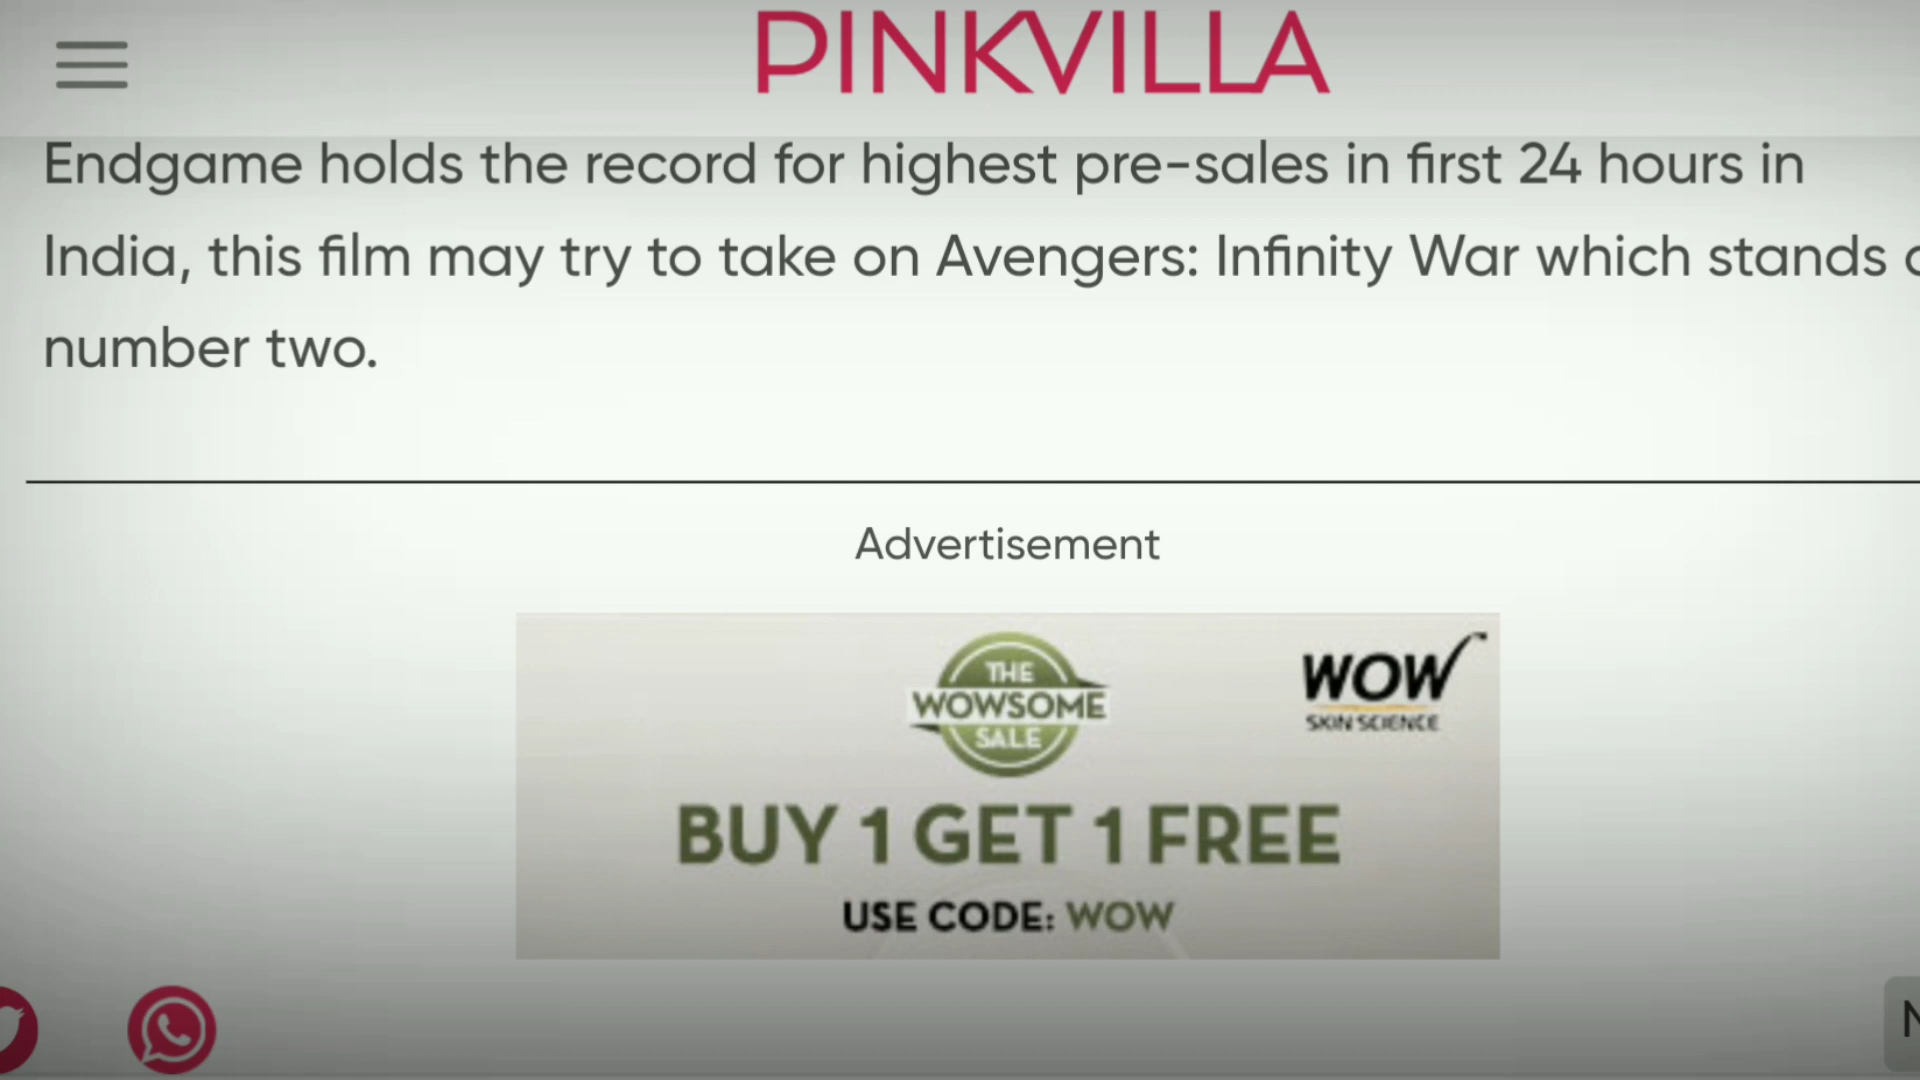 PINKVILLA
Endgame holds the record for highest pre-sales in first 24 hours in
India, this film may try to take on Avengers: Infinity War which stands
number two.
Advertisement
THE
WOWSOME
SALE
WOW
SKIN SCIENCE
BUY 1 GET 1 FREE
USE CODE: WOW